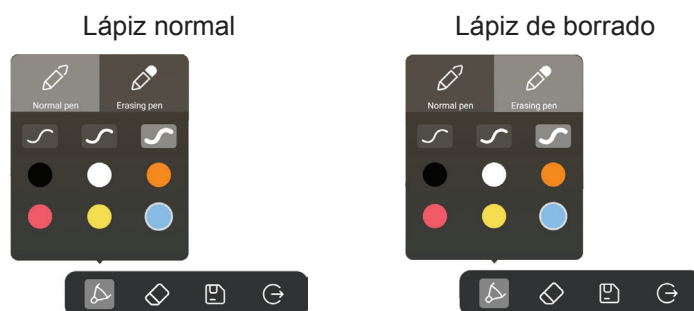 Lápiz normal
Lápiz de borrado
Normal pen
Erasing pen
Normal pen
Erasing pen